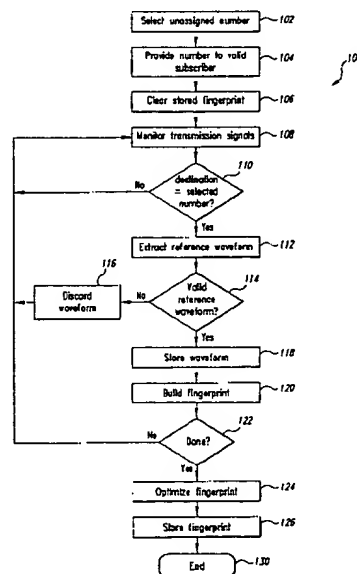 Select unassigned number
102
Provide number to valid
subscriber
104
10
Clear stored fingerprint
106
Monitor transmission signals
108
110
destination
= selected
number?
No
Yes
Extract reference waveform
112
116
114
Discard
waveform
No
Valid
reference
waveform?
Yes
Store waveform
118
Build fingerprint
120
122
No
Done?
Yes
Optimize fingerprint
124
Store fingerprint
126
End
130